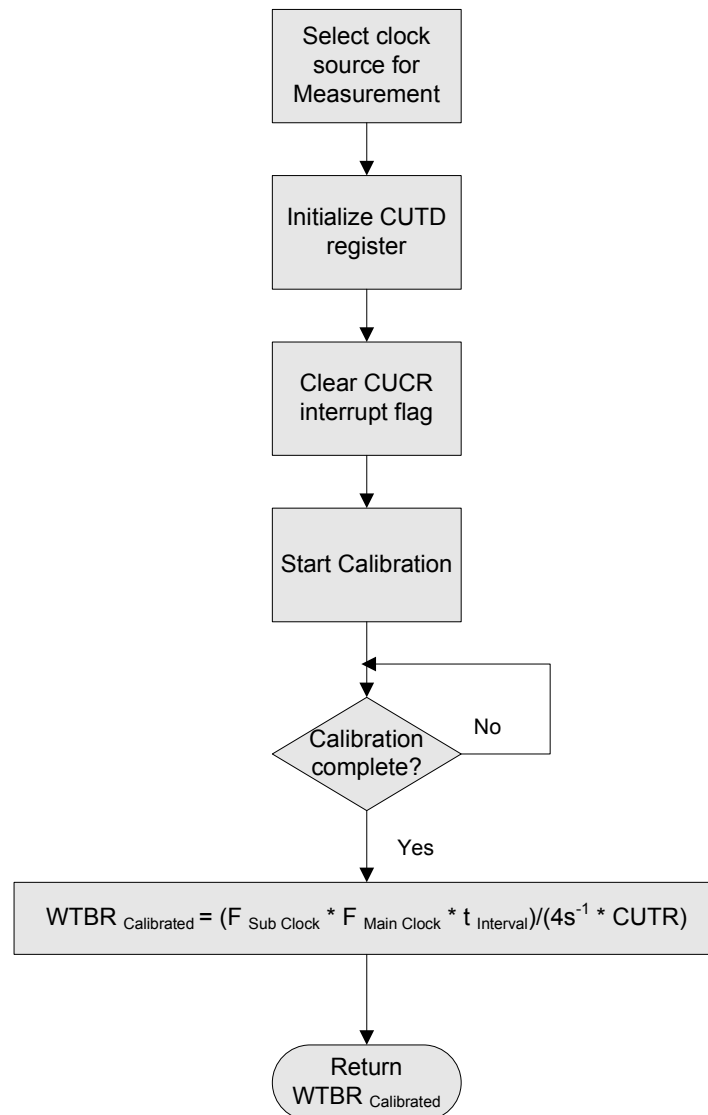 Select clock
source for
Measurement
Initialize CUTD
register
Clear CUCR
interrupt flag
Start Calibration
No
Calibration
complete?
Yes
WTBR Calibrated = (F Sub Clock * F Main Clock * t Interval)/(4s-1 * CUTR)
Return
WTBR Calibrated